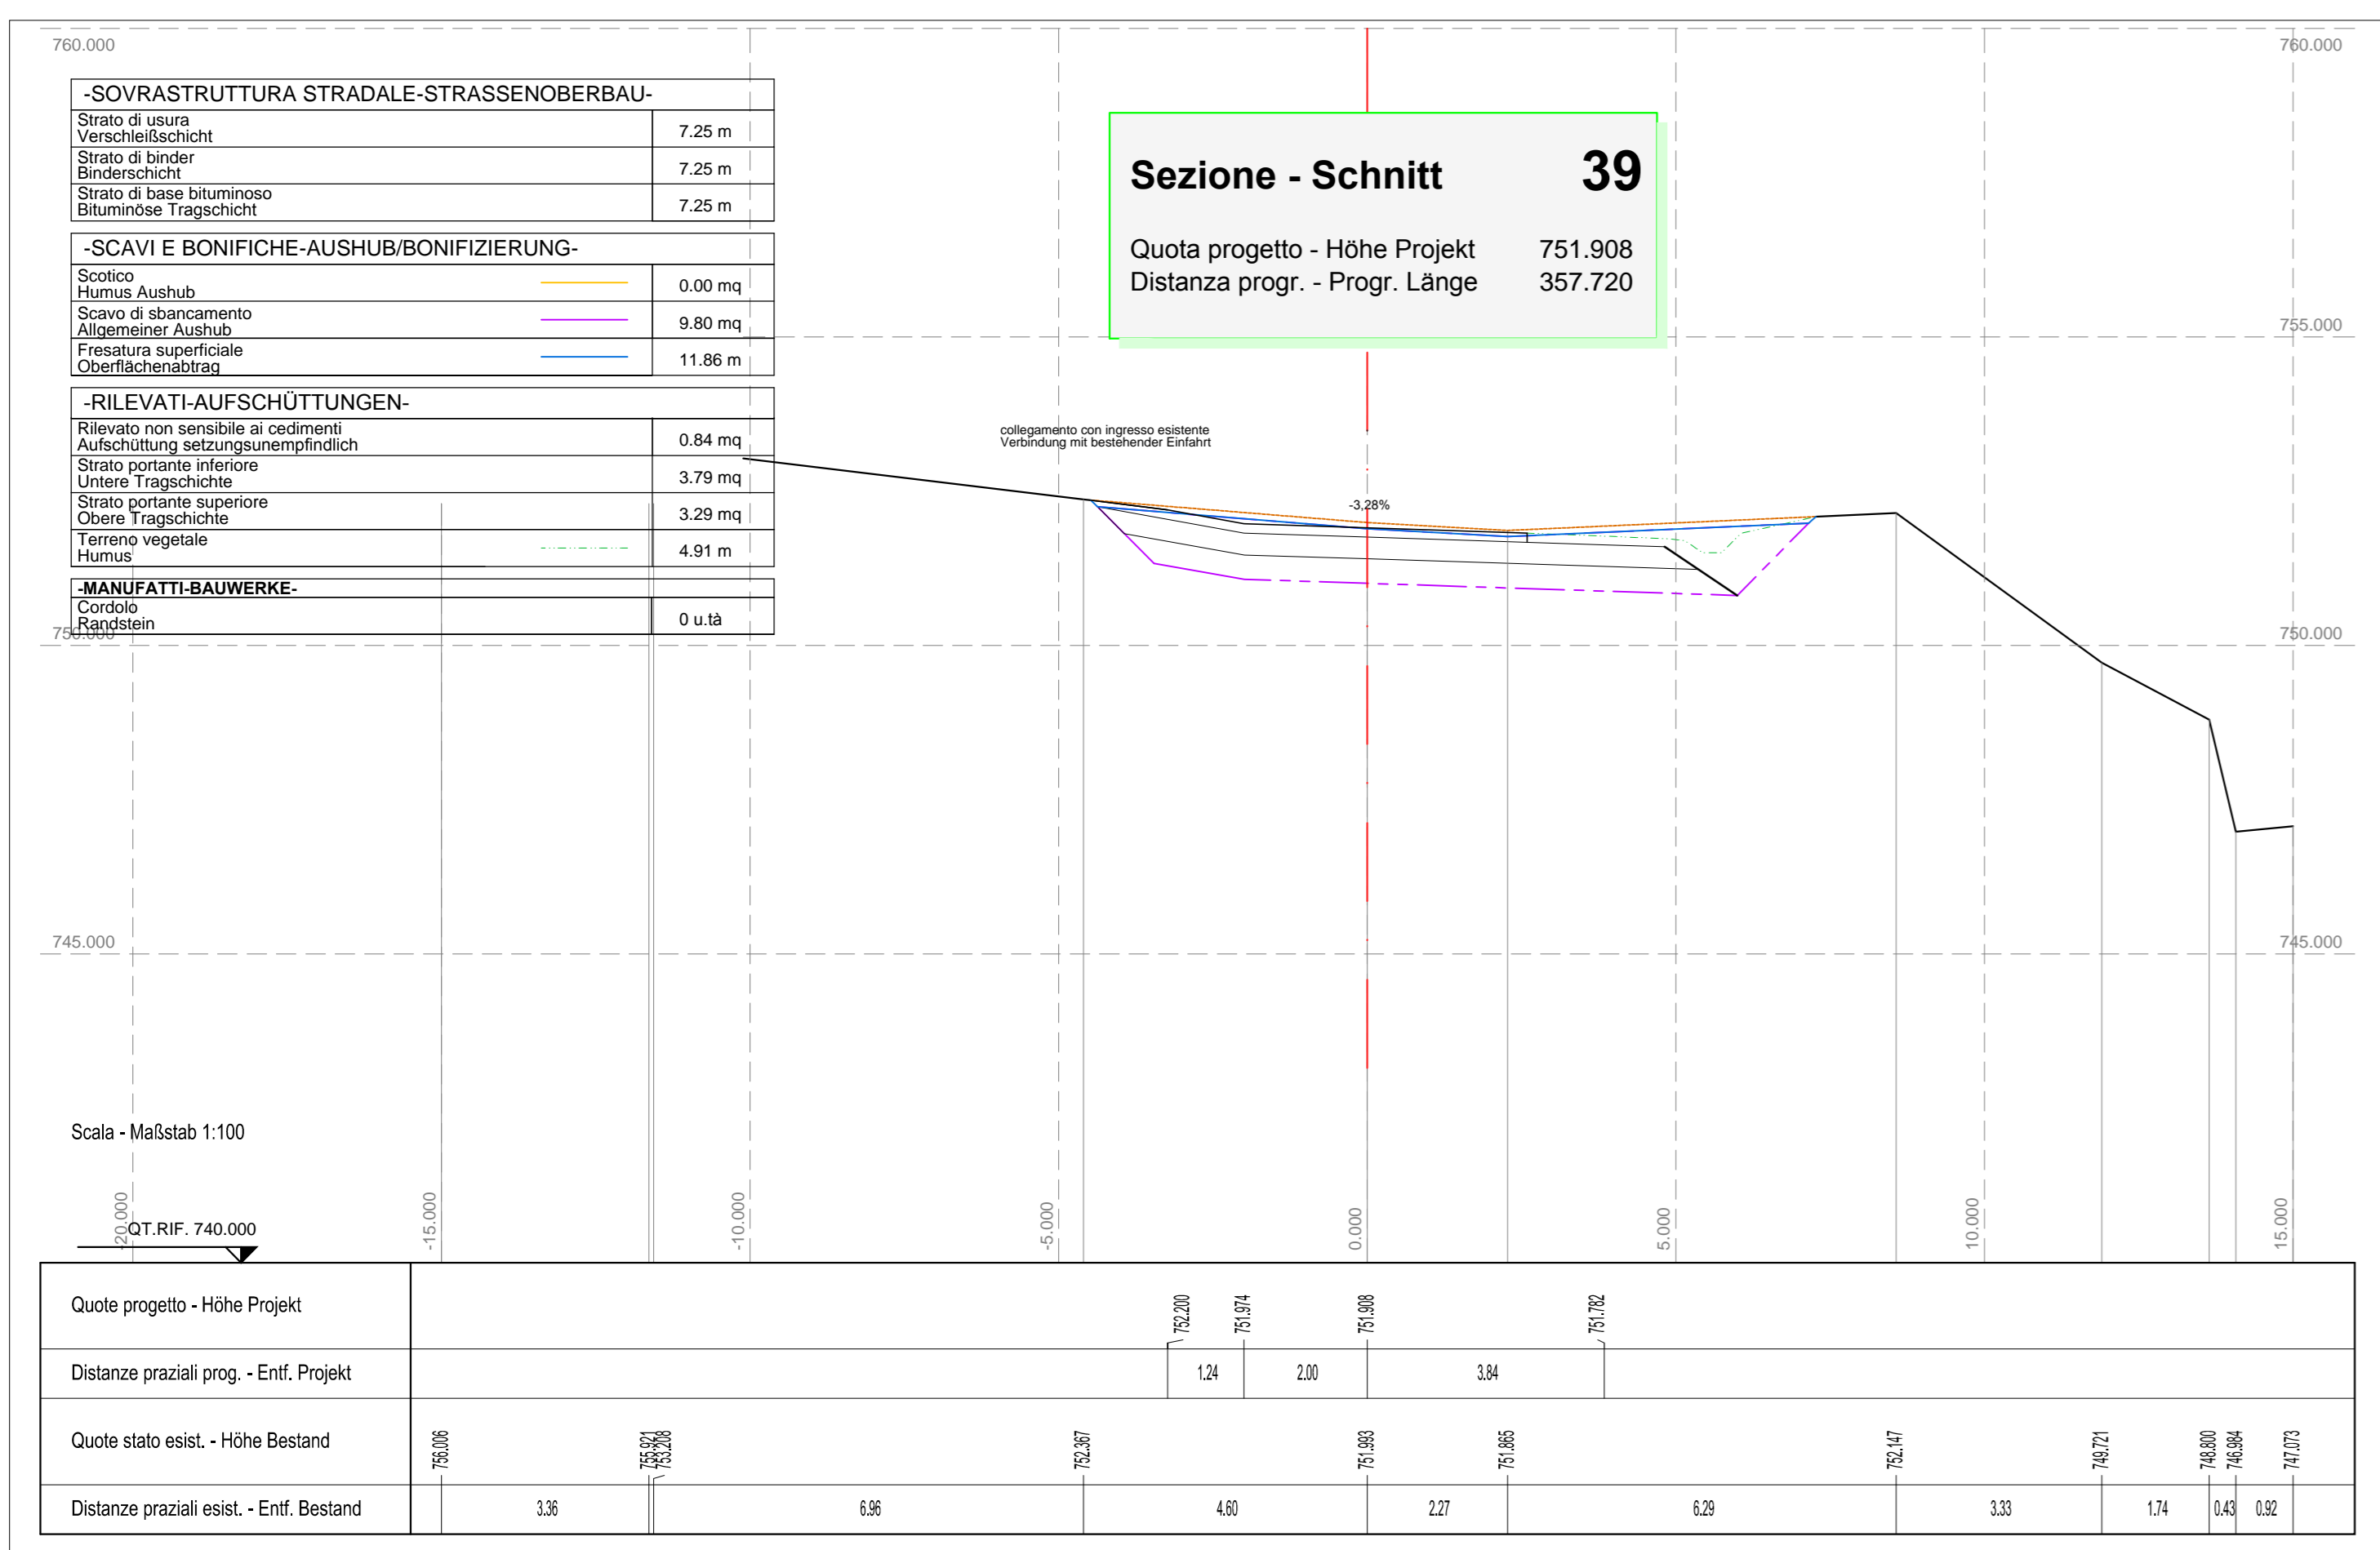 760.000
760.000
-SOVRASTRUTTURA STRADALE-STRASSENOBERBAU-
Strato di usura
Verschleißschicht
7.25 m
Strato di binder
Binderschicht
7.25 m
Strato di base bituminoso
Bituminöse Tragschicht
7.25 m
-SCAVI E BONIFICHE-AUSHUB/BONIFIZIERUNG-
Scotico
Humus Aushub
0.00 mq
Scavo di sbancamento
Allgemeiner Aushub
9.80 mq
Fresatura superficiale
Oberflächenabtrag
11.86 m
-RILEVATI-AUFSCHÜTTUNGEN-
Rilevato non sensibile ai cedimenti
Aufschüttung setzungsunempfindlich
0.84 mq
Strato portante inferiore
Untere Tragschichte
3.79 mq
Strato portante superiore
Obere Tragschichte
3.29 mq
Terreno vegetale
Humus
4.91 m
-MANUFATTI-BAUWERKE-
Cordolo
Randstein
0 u.tà
Sezione - Schnitt 39
Quota progetto - Höhe Projekt 751.908
Distanza progr. - Progr. Länge 357.720
755.000
collegamento con ingresso esistente
Verbindung mit bestehender Einfahrt
-3,28%
750.000
750.000
745.000
745.000
Scala - Maßstab 1:100
QT.RIF. 740.000
-20.000
-15.000
-10.000
-5.000
0.000
5.000
10.000
15.000
Quote progetto - Höhe Projekt
752.200
751.974
751.908
751.782
Distanze praziali prog. - Entf. Projekt
1.24
2.00
3.84
Quote stato esist. - Höhe Bestand
756.006
755.921
753.208
752.367
751.993
751.865
752.147
749.721
748.800
746.984
747.073
Distanze praziali esist. - Entf. Bestand
3.36
6.96
4.60
2.27
6.29
3.33
1.74
0.43
0.92